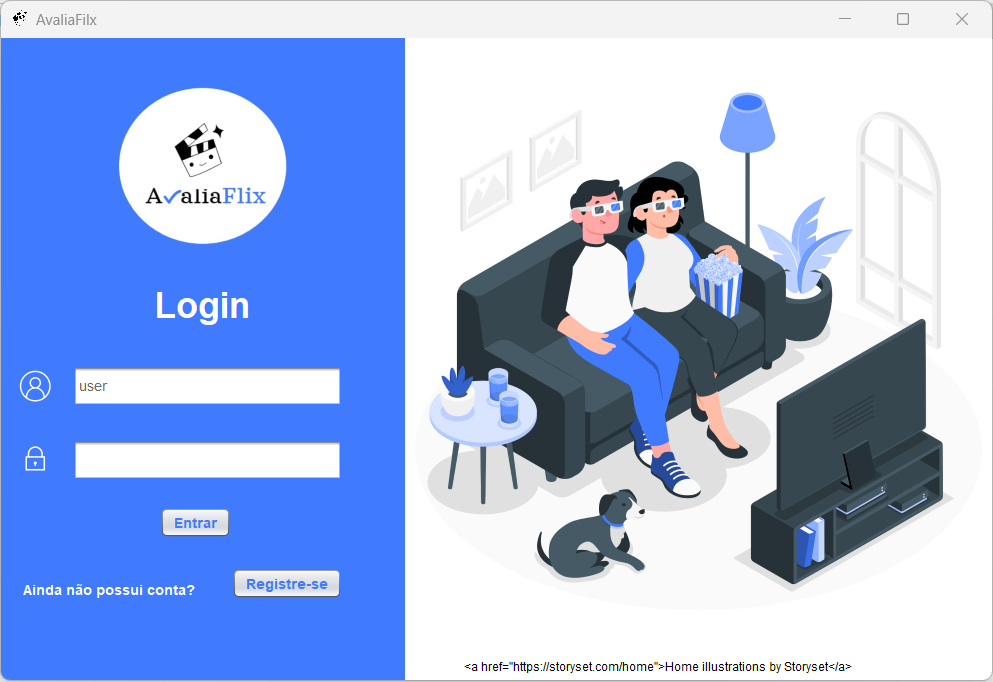 AvaliaFilx
AvaliaFlix
Login
user
Entrar
Ainda não possui conta?
Registre-se
<a href="https://storyset.com/home">Home illustrations by Storyset</a>